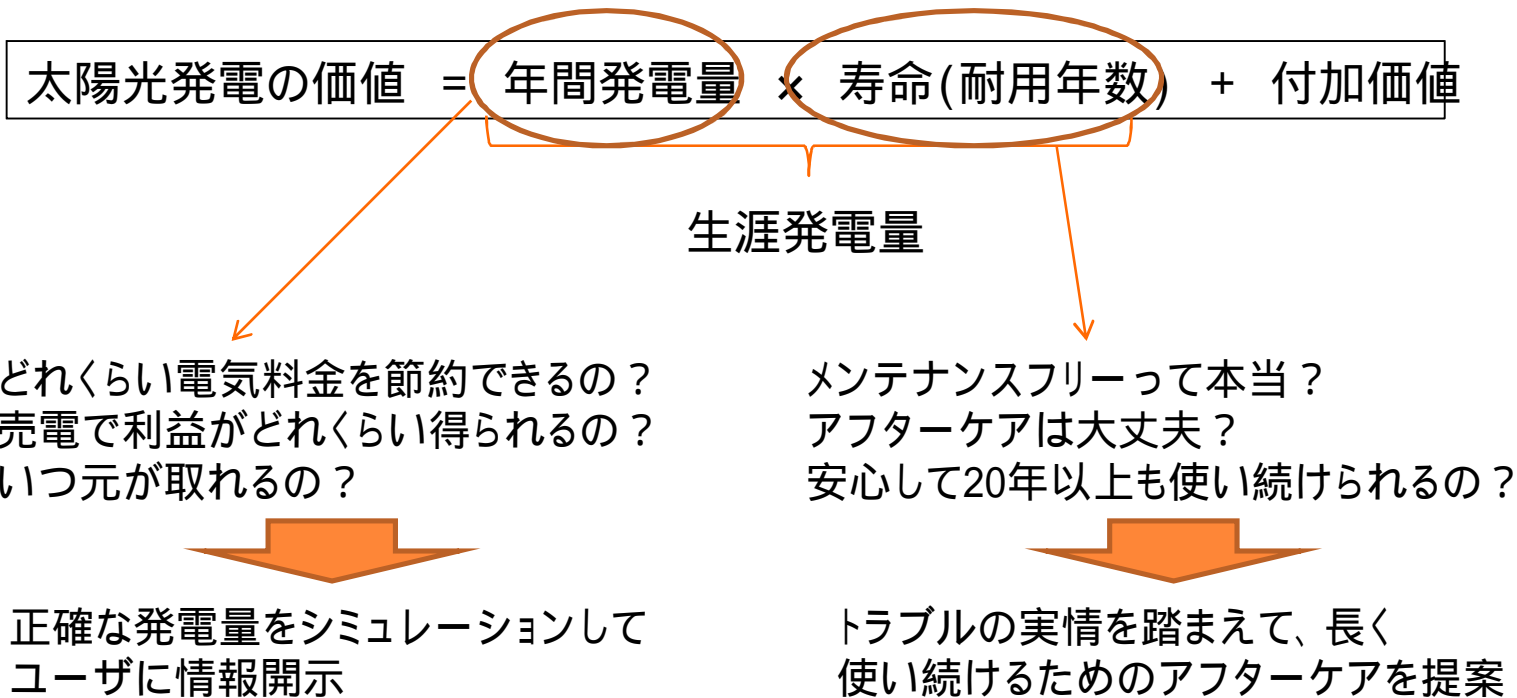 太陽光発電の価値 = 年間発電量 × 寿命(耐用年数) + 付加価値
生涯発電量
どれくらい電気料金を節約できるの？
売電で利益がどれくらい得られるの？
いつ元が取れるの？
メンテナンスフリーって本当？
アフターケアは大丈夫？
安心して20年以上も使い続けられるの？
正確な発電量をシミュレーションして
ユーザに情報開示
トラブルの実情を踏まえて、長く
使い続けるためのアフターケアを提案